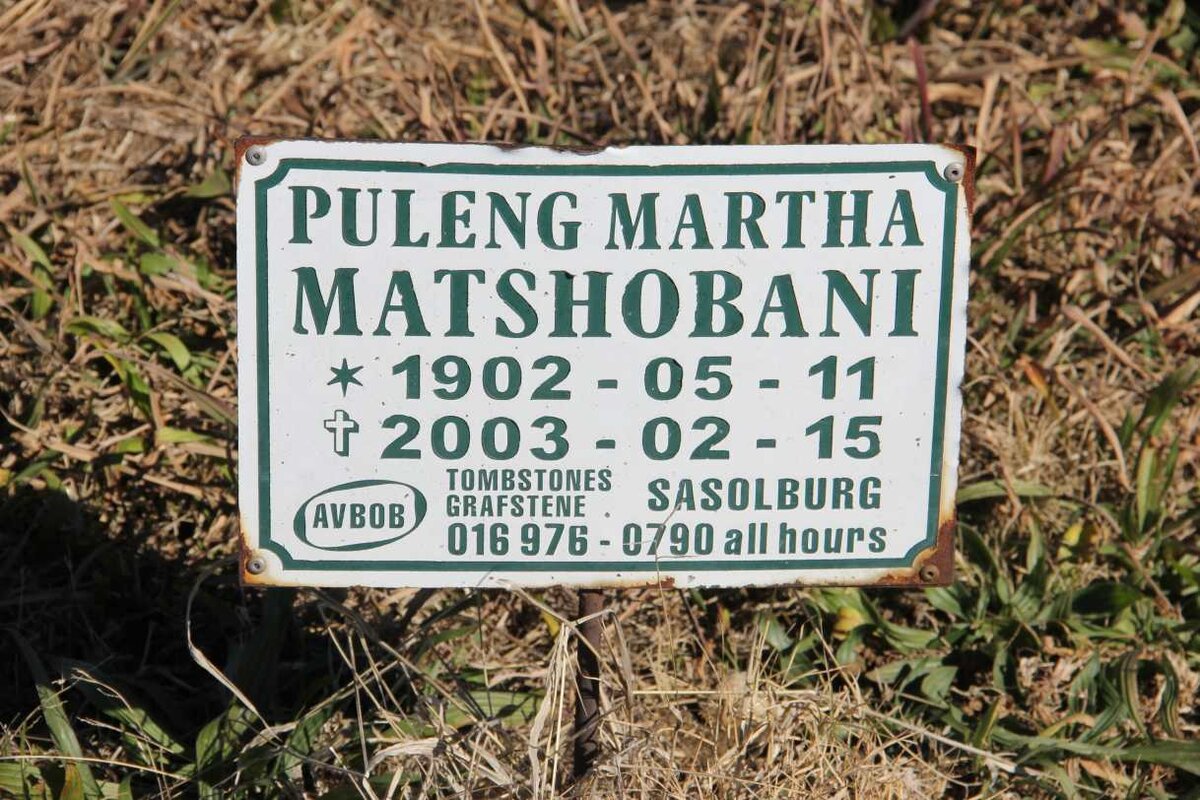 PULENG MARTHA
MATSHOBANI
1902 - 05 - 11
2003 - 02 - 15
AVBOB
TOMBSTONES
GRAFSTENE
SASOLBURG
016 976 - 0790 all hours